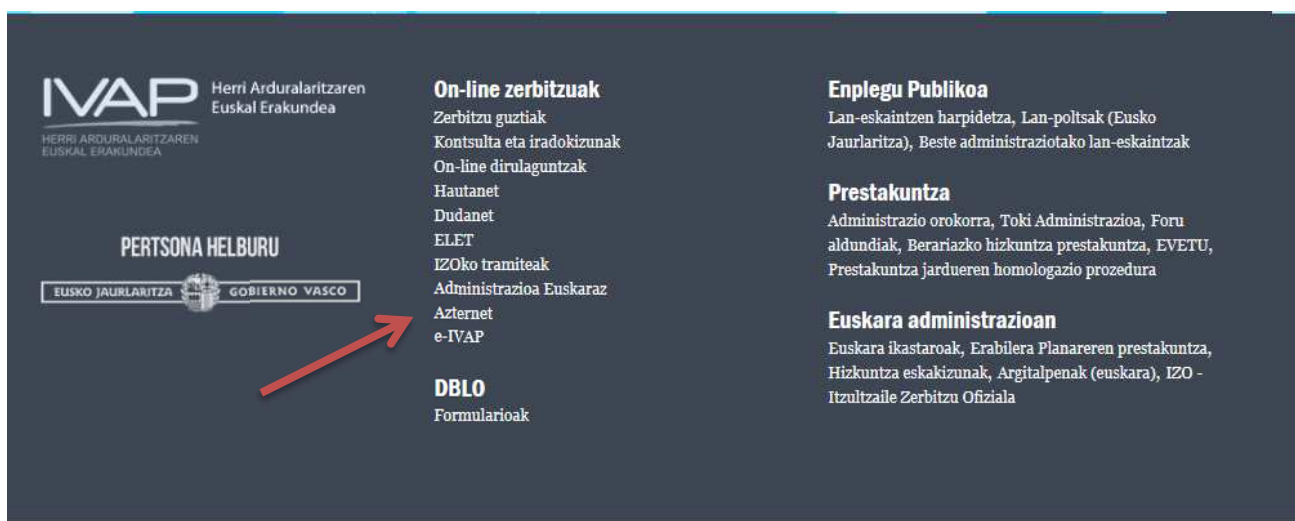 IVAP
Herri Arduralaritzaren
Euskal Erakundea
HERRI ARDURALARITZAREN
EUSKAL ERAKUNDEA
PERTSONA HELBURU
EUSKO JAURLARITZA GOBIERNO VASCO
On-line zerbitzuak
Zerbitzu guztiak
Kontsulta eta iradokizunak
On-line dirulaguntzak
Hautanet
Dudanet
ELET
IZOko tramiteak
Administrazioa Euskaraz
Azternet
e-IVAP
DBLO
Formularioak
Enplegu Publikoa
Lan-eskaintzen harpidetza, Lan-poltsak (Eusko
Jaurlaritza), Beste administraziotako lan-eskaintzak
Prestakuntza
Administrazio orokorra, Toki Administrazioa, Foru
aldundiak, Berariazko hizkuntza prestakuntza, EVETU,
Prestakuntza jardueren homologazio prozedura
Euskara administrazioan
Euskara ikastaroak, Erabilera Planareren prestakuntza,
Hizkuntza eskakizunak, Argitalpenak (euskara), IZO -
Itzultzaile Zerbitzu Ofiziala